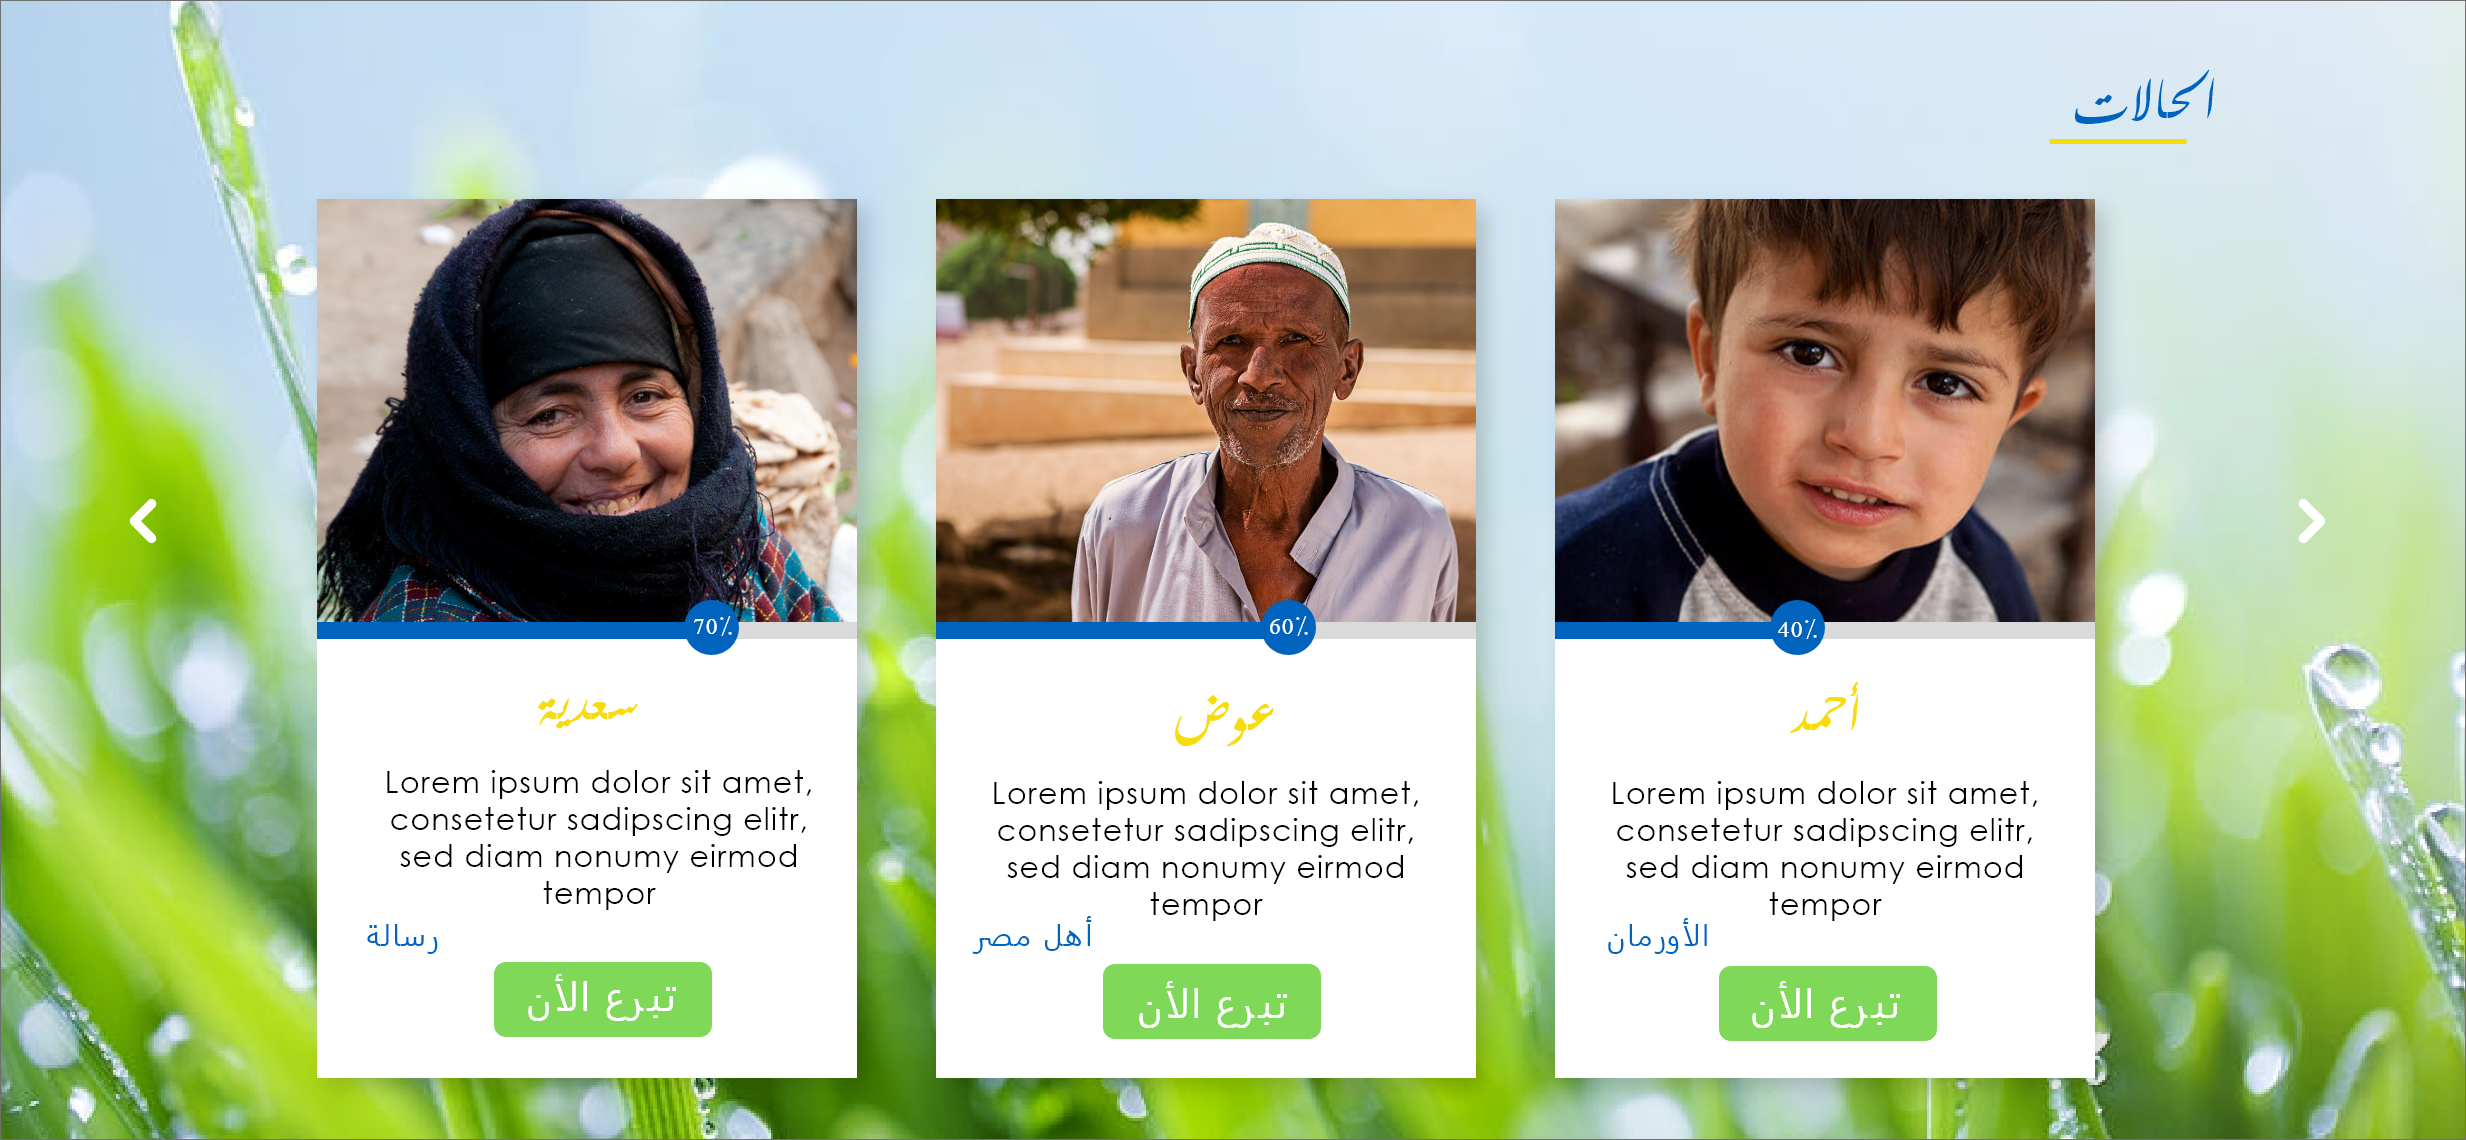 الحالات
70٪
سعدية
Lorem ipsum dolor sit amet,
consetetur sadipscing elitr,
sed diam nonumy eirmod
tempor
رسالة
تبرع الأن
60٪
عوض
Lorem ipsum dolor sit amet,
consetetur sadipscing elitr,
sed diam nonumy eirmod
tempor
أهل مصر
تبرع الأن
40٪
أحمد
Lorem ipsum dolor sit amet,
consetetur sadipscing elitr,
sed diam nonumy eirmod
tempor
الأورمان
تبرع الأن